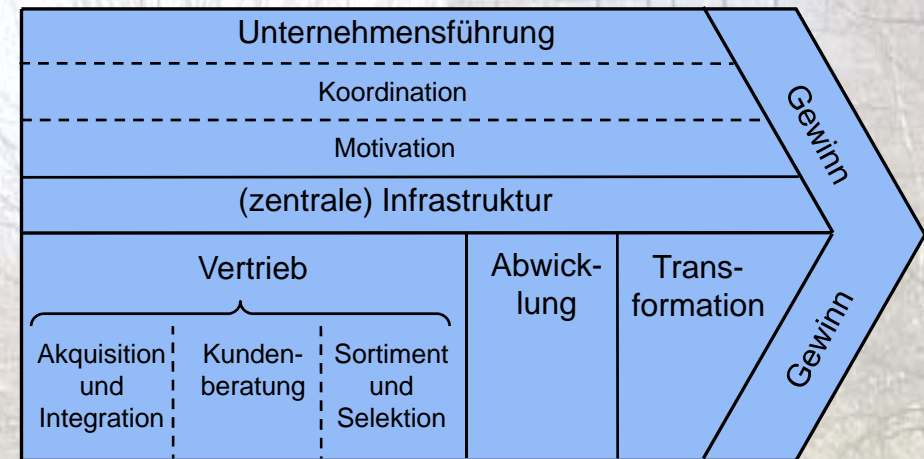 Unternehmensführung
Koordination
Motivation
(zentrale) Infrastruktur
Gewinn
Vertrieb
Akquisition
und
Integration
Kunden-
beratung
Sortiment
und
Selektion
Abwick-
lung
Trans-
formation
Gewinn